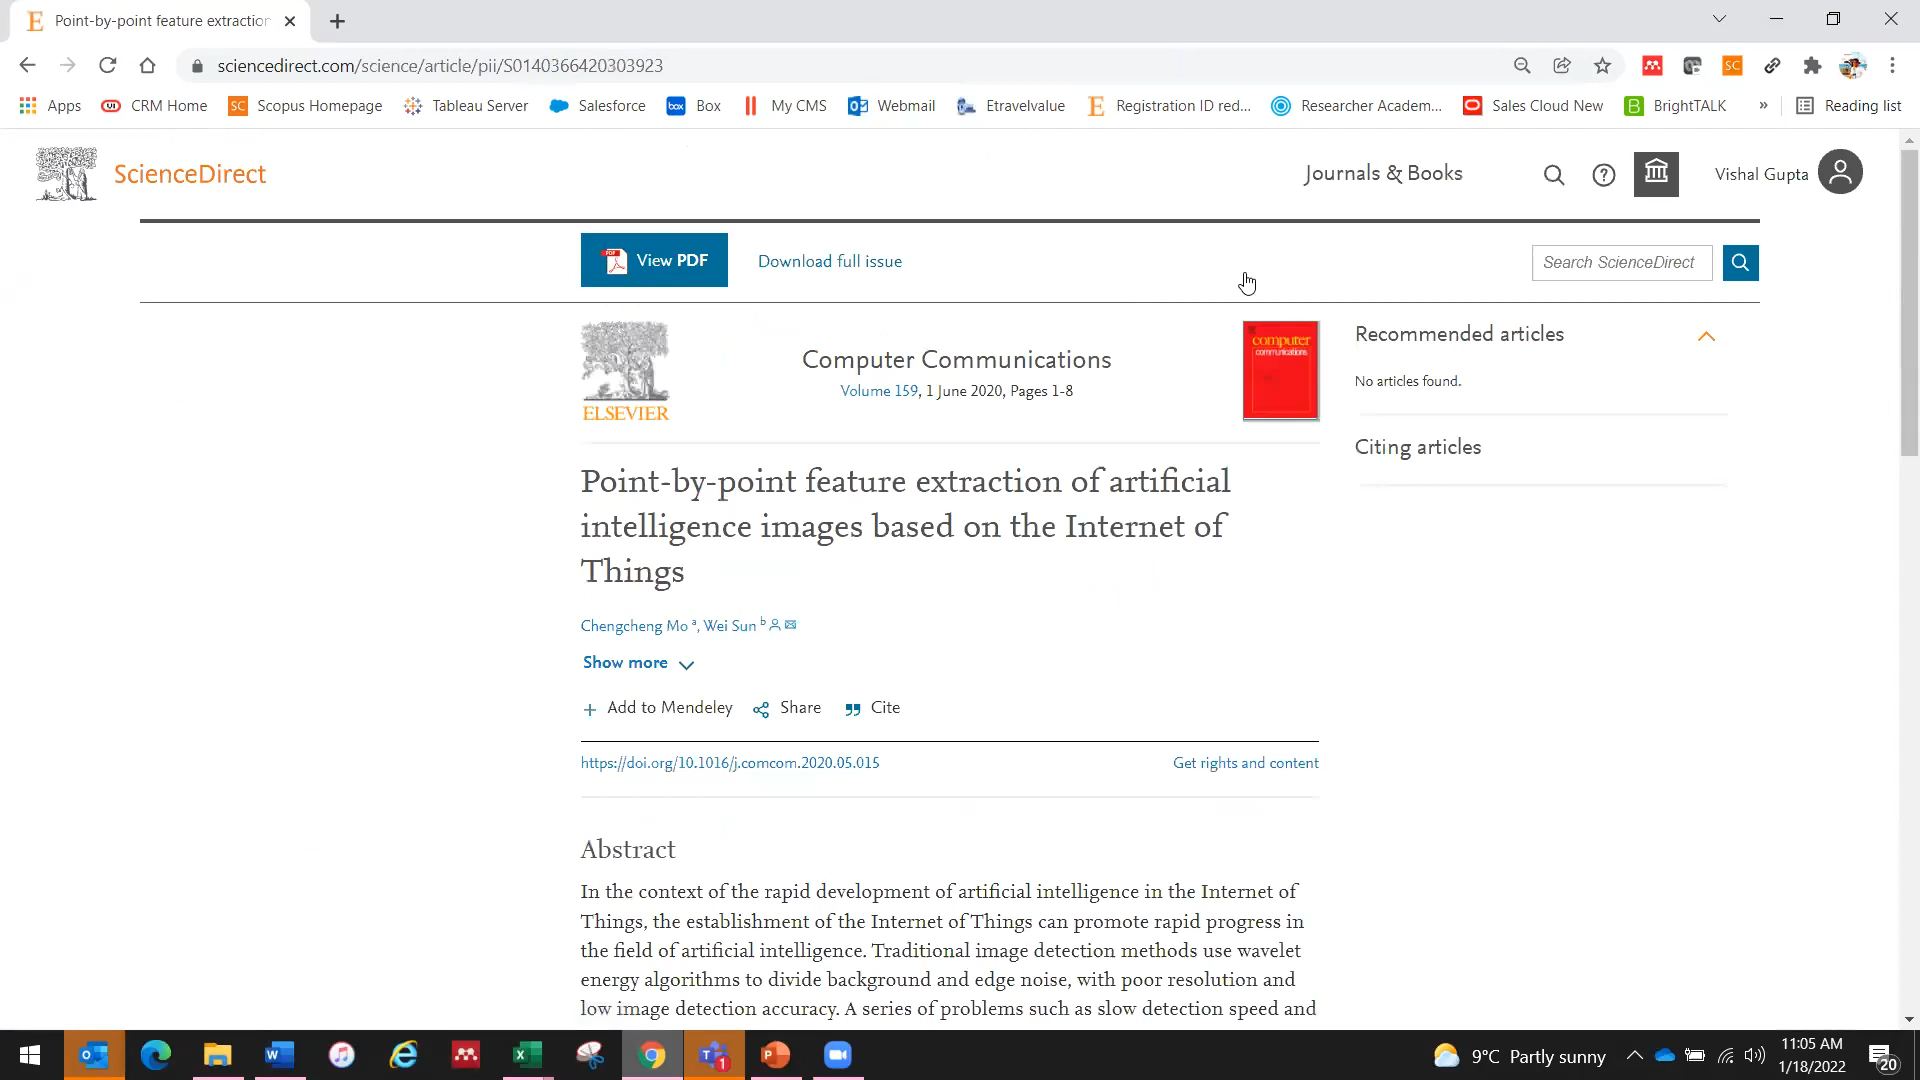 Point-by-point feature extraction
sciencedirect.com/science/article/pii/S0140366420303923
SC
Apps
CRM Home
SC Scopus Homepage
Tableau Server
Salesforce
box Box
My CMS
Webmail
Etravelvalue
E Registration ID red...
Researcher Academ...
Sales Cloud New
B BrightTALK
»
Reading list
ScienceDirect
Journals & Books
Vishal Gupta
View PDF
Download full issue
Search ScienceDirect
ELSEVIER
Computer Communications
Volume 159, 1 June 2020, Pages 1-8
computer
communications
Recommended articles
No articles found.
Citing articles
Point-by-point feature extraction of artificial
intelligence images based on the Internet of
Things
Chengcheng Mo a, Wei Sun b
Show more
+ Add to Mendeley
Share
Cite
https://doi.org/10.1016/j.comcom.2020.05.015
Get rights and content
Abstract
In the context of the rapid development of artificial intelligence in the Internet of
Things, the establishment of the Internet of Things can promote rapid progress in
the field of artificial intelligence. Traditional image detection methods use wavelet
energy algorithms to divide background and edge noise, with poor resolution and
low image detection accuracy. A series of problems such as slow detection speed and
9°C Partly sunny
11:05 AM
1/18/2022
20